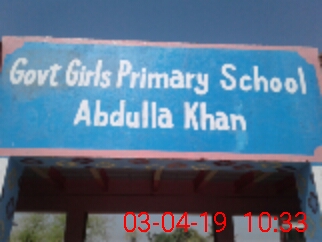 Govt Girls Primary School
Abdulla Khan
03-04-19 10:33